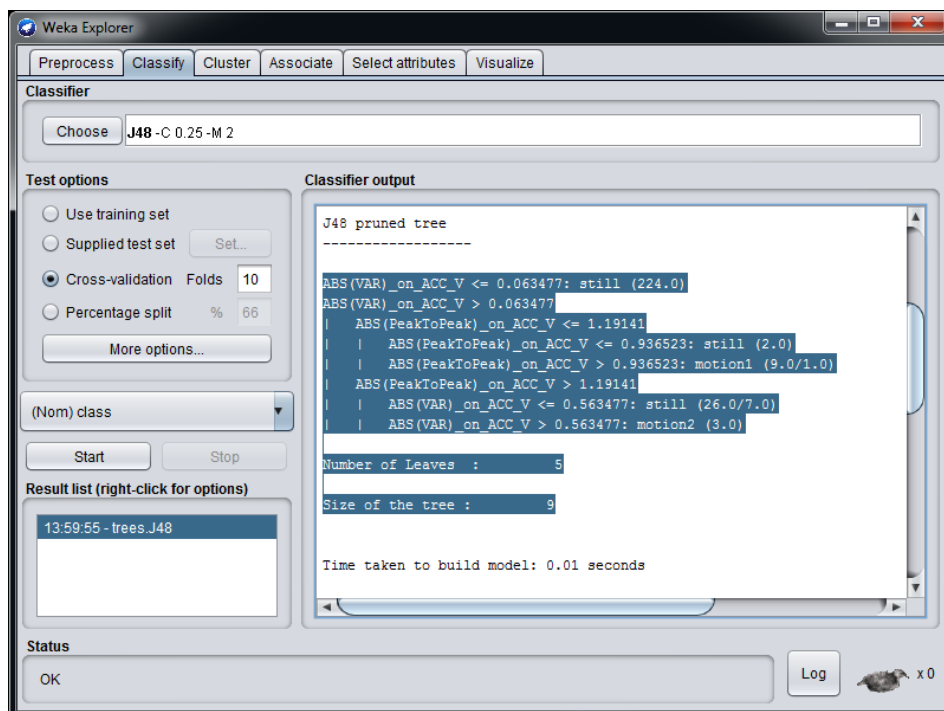 Weka Explorer
Preprocess Classify Cluster Associate Select attributes Visualize
Classifier
Choose J48 -C 0.25 -M 2
Test options
Use training set
Supplied test set Set...
Cross-validation Folds 10
Percentage split % 66
More options...
(Nom) class
Start Stop
Result list (right-click for options)
13:59:55 - trees.J48
Classifier output
J48 pruned tree
------------------
ABS(VAR)_on_ACC_V <= 0.063477: still (224.0)
ABS(VAR)_on_ACC_V > 0.063477
|   ABS(PeakToPeak)_on_ACC_V <= 1.19141
|   |   ABS(PeakToPeak)_on_ACC_V <= 0.936523: still (2.0)
|   |   ABS(PeakToPeak)_on_ACC_V > 0.936523: motion1 (9.0/1.0)
|   ABS(PeakToPeak)_on_ACC_V > 1.19141
|   |   ABS(VAR)_on_ACC_V <= 0.563477: still (26.0/7.0)
|   |   ABS(VAR)_on_ACC_V > 0.563477: motion2 (3.0)
Number of Leaves  : 5
Size of the tree : 9
Time taken to build model: 0.01 seconds
Status
OK
Log
x 0